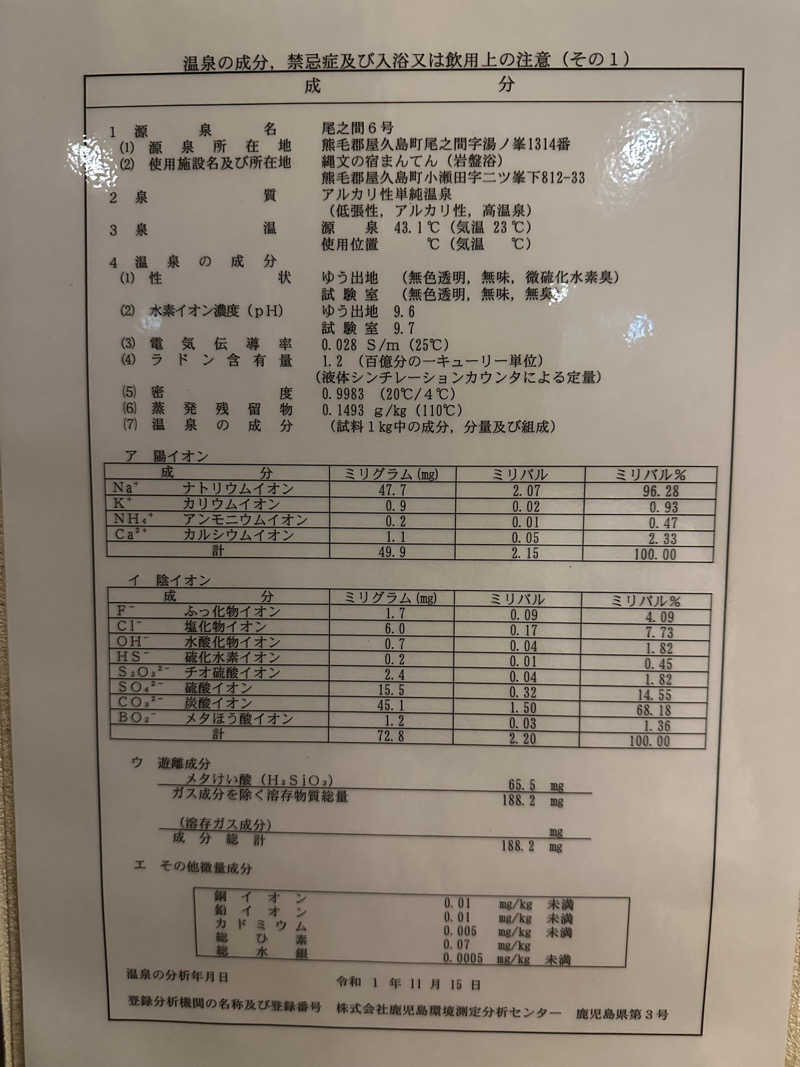 温泉の成分，禁忌症及び入浴又は飲用上の注意（その１）
成 分
1 源泉名 尾之間６号
(1) 源泉所在地 熊毛郡屋久島町尾之間字湯ノ峯1314番
(2) 使用施設名及び所在地 縄文の宿まんてん（岩盤浴）
熊毛郡屋久島町小瀬田字二ツ峯下812-33
2 泉質 アルカリ性単純温泉
（低張性，アルカリ性，高温泉）
3 泉温 源泉 43.1℃（気温 23℃）
使用位置 ℃（気温 ℃）
4 温泉の成分
(1) 性状 ゆう出地 （無色透明，無味，微硫化水素臭）
試験室 （無色透明，無味，無臭）
(2) 水素イオン濃度（pH） ゆう出地 9.6
試験室 9.7
(3) 電気伝導率 0.028 S/m（25℃）
(4) ラドン含有量 1.2 （百億分の一キューリー単位）
（液体シンチレーションカウンタによる定量）
(5) 密度 0.9983 （20℃/４℃）
(6) 蒸発残留物 0.1493 g/kg（110℃）
(7) 温泉の成分 （試料１kg中の成分，分量及び組成）
ア 陽イオン
成分 ミリグラム(mg) ミリバル ミリバル%
Na⁺ ナトリウムイオン 47.7 2.07 96.28
K⁺ カリウムイオン 0.9 0.02 0.93
NH₄⁺ アンモニウムイオン 0.2 0.01 0.47
Ca²⁺ カルシウムイオン 1.1 0.05 2.33
計 49.9 2.15 100.00
イ 陰イオン
成分 ミリグラム(mg) ミリバル ミリバル%
F⁻ ふっ化物イオン 1.7 0.09 4.09
Cl⁻ 塩化物イオン 6.0 0.17 7.73
OH⁻ 水酸化物イオン 0.7 0.04 1.82
HS⁻ 硫化水素イオン 0.2 0.01 0.45
S₂O₃²⁻ チオ硫酸イオン 2.4 0.04 1.82
SO₄²⁻ 硫酸イオン 15.5 0.32 14.55
CO₃²⁻ 炭酸イオン 45.1 1.50 68.18
BO₂⁻ メタほう酸イオン 1.2 0.03 1.36
計 72.8 2.20 100.00
ウ 遊離成分
メタけい酸（H₂SiO₃） 65.5 mg
ガス成分を除く溶存物質総量 188.2 mg
（溶存ガス成分） mg
成分総計 188.2 mg
エ その他微量成分
銅イオン 0.01 mg/kg 未満
鉛イオン 0.01 mg/kg 未満
カドミウム 0.005 mg/kg 未満
総ひ素 0.07 mg/kg
総水銀 0.0005 mg/kg 未満
温泉の分析年月日 令和 1 年 11 月 15 日
登録分析機関の名称及び登録番号 株式会社鹿児島環境測定分析センター 鹿児島県第３号